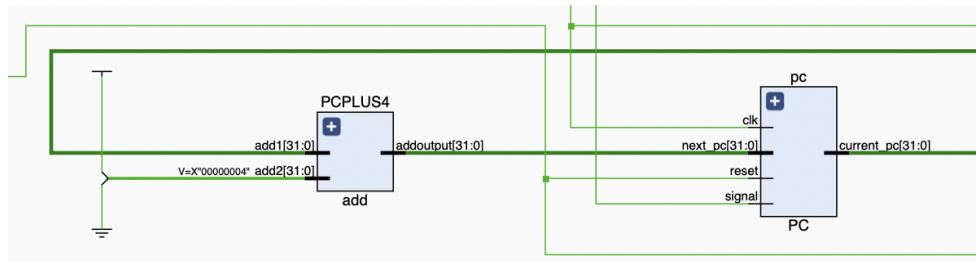 PCPLUS4
add1[31:0]
addoutput[31:0]
V=X"00000004" add2[31:0]
add
pc
clk
next_pc[31:0]
current_pc[31:0]
reset
signal
PC